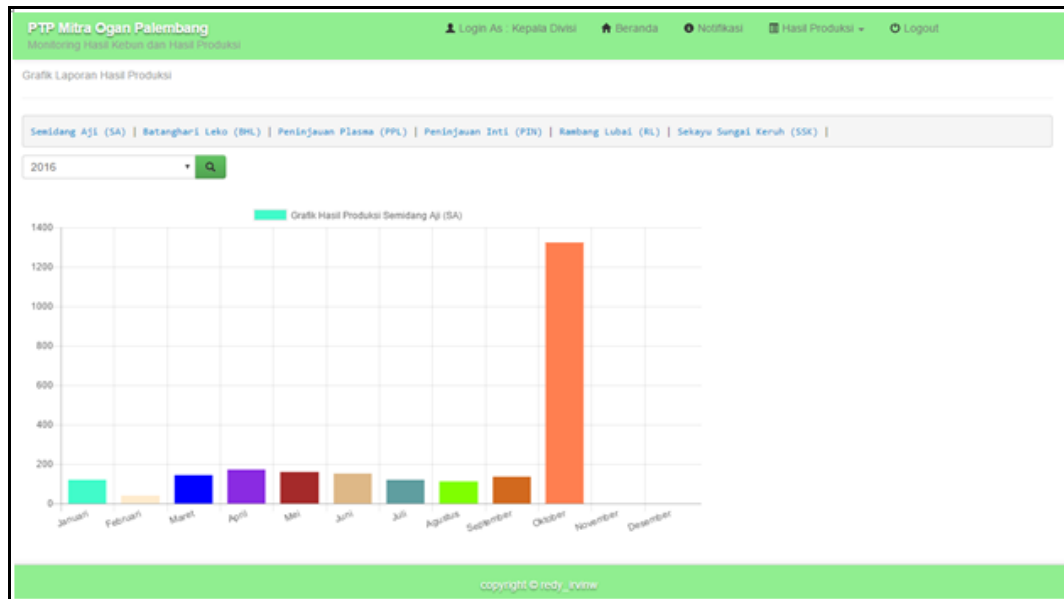 PTP Mitra Ogan Palembang
Monitoring Hasil Kebun dan Hasil Produksi
Login As : Kepala Divisi Beranda Notifikasi Hasil Produksi Logout
Grafik Laporan Hasil Produksi
Semidang Aji (SA) | Batanghari Leko (BHL) | Peninjauan Plasma (PPL) | Peninjauan Inti (PIN) | Rambang Lubai (RL) | Sekayu Sungai Keruh (SSK) |
2016
Grafik Hasil Produksi Semidang Aji (SA)
1400
1200
1000
800
600
400
200
0
Januari Februari Maret April Mei Juni Juli Agustus September Oktober November Desember
copyright © redy_irvinw